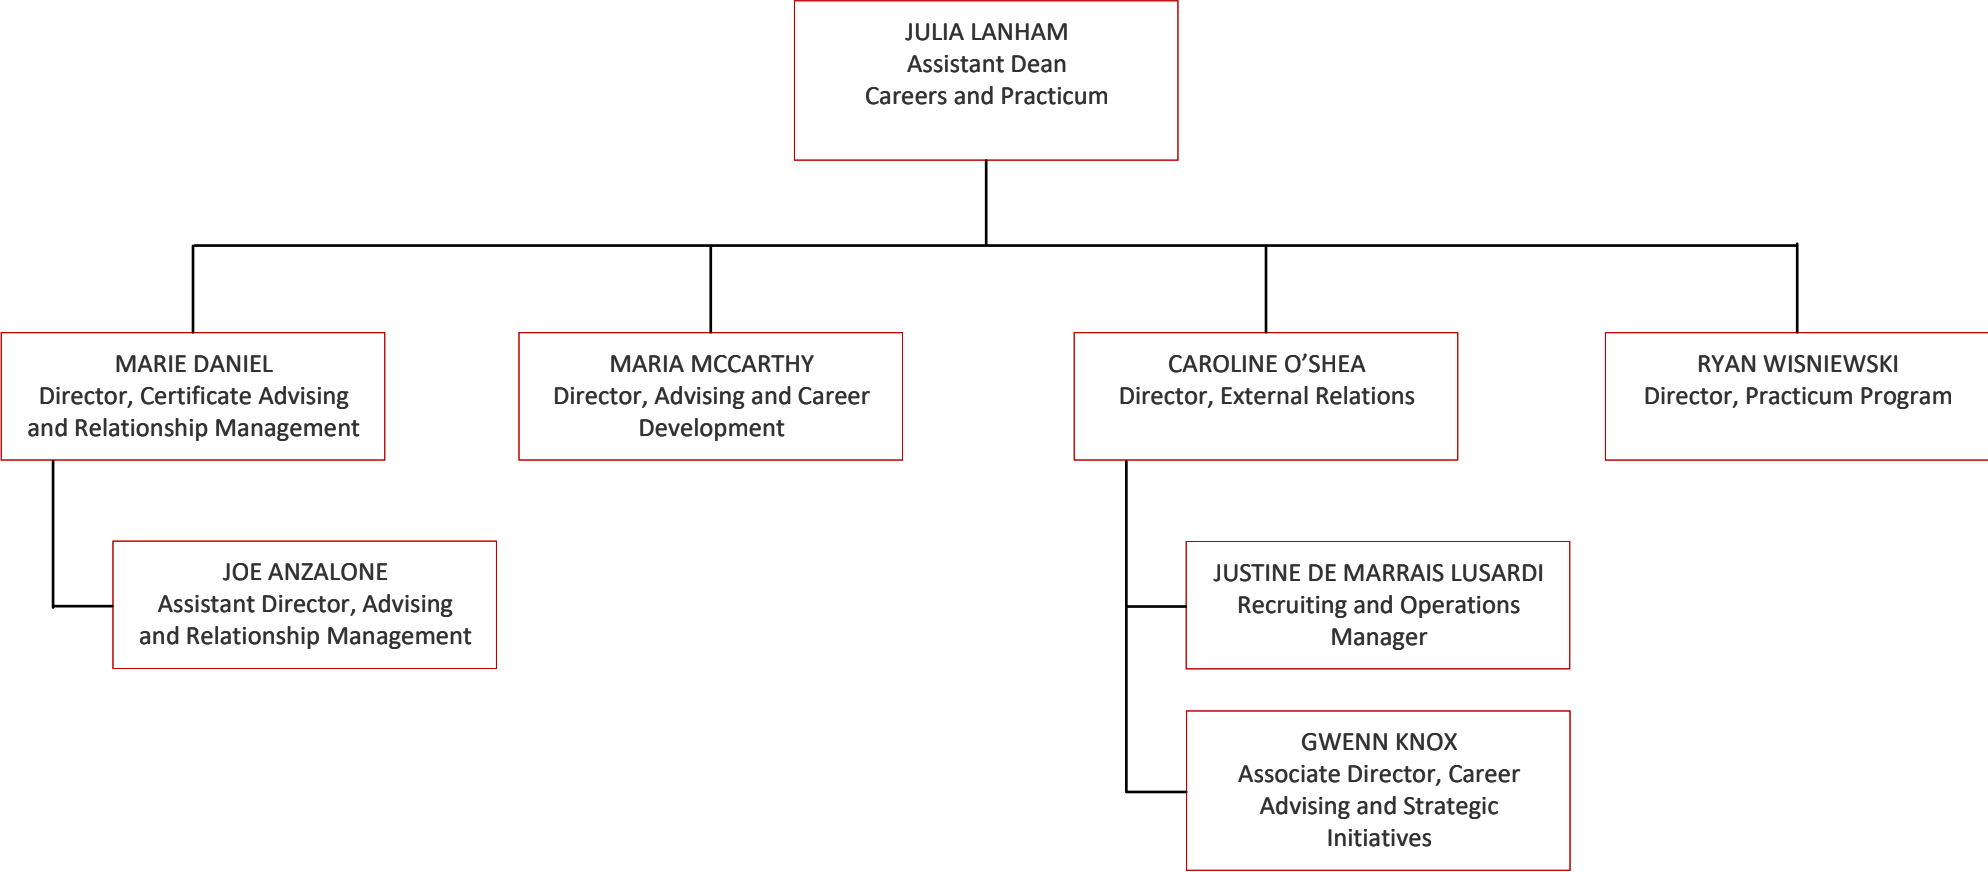 JULIA LANHAM
Assistant Dean
Careers and Practicum
MARIE DANIEL
Director, Certificate Advising
and Relationship Management
MARIA MCCARTHY
Director, Advising and Career
Development
CAROLINE O’SHEA
Director, External Relations
RYAN WISNIEWSKI
Director, Practicum Program
JOE ANZALONE
Assistant Director, Advising
and Relationship Management
JUSTINE DE MARRAIS LUSARDI
Recruiting and Operations
Manager
GWENN KNOX
Associate Director, Career
Advising and Strategic
Initiatives